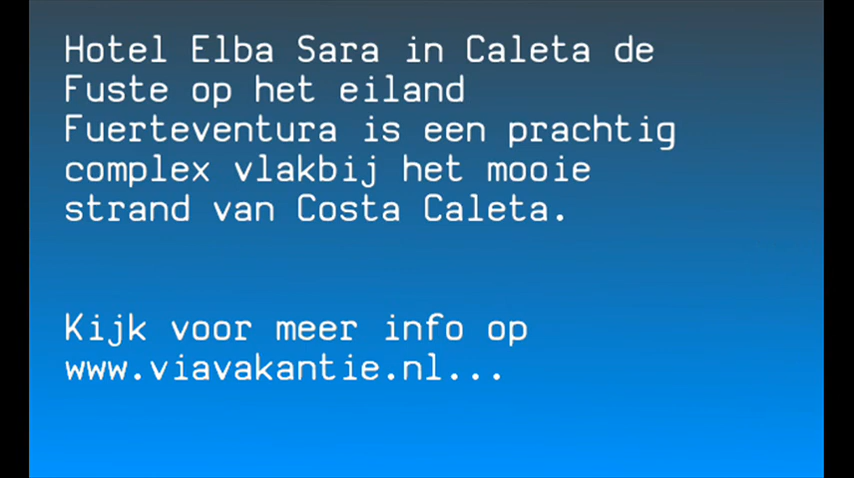 Hotel Elba Sara in Caleta de
Fuste op het eiland
Fuerteventura is een prachtig
complex vlakbij het mooie
strand van Costa Caleta.
Kijk voor meer info op
www.viavakantie.nl...